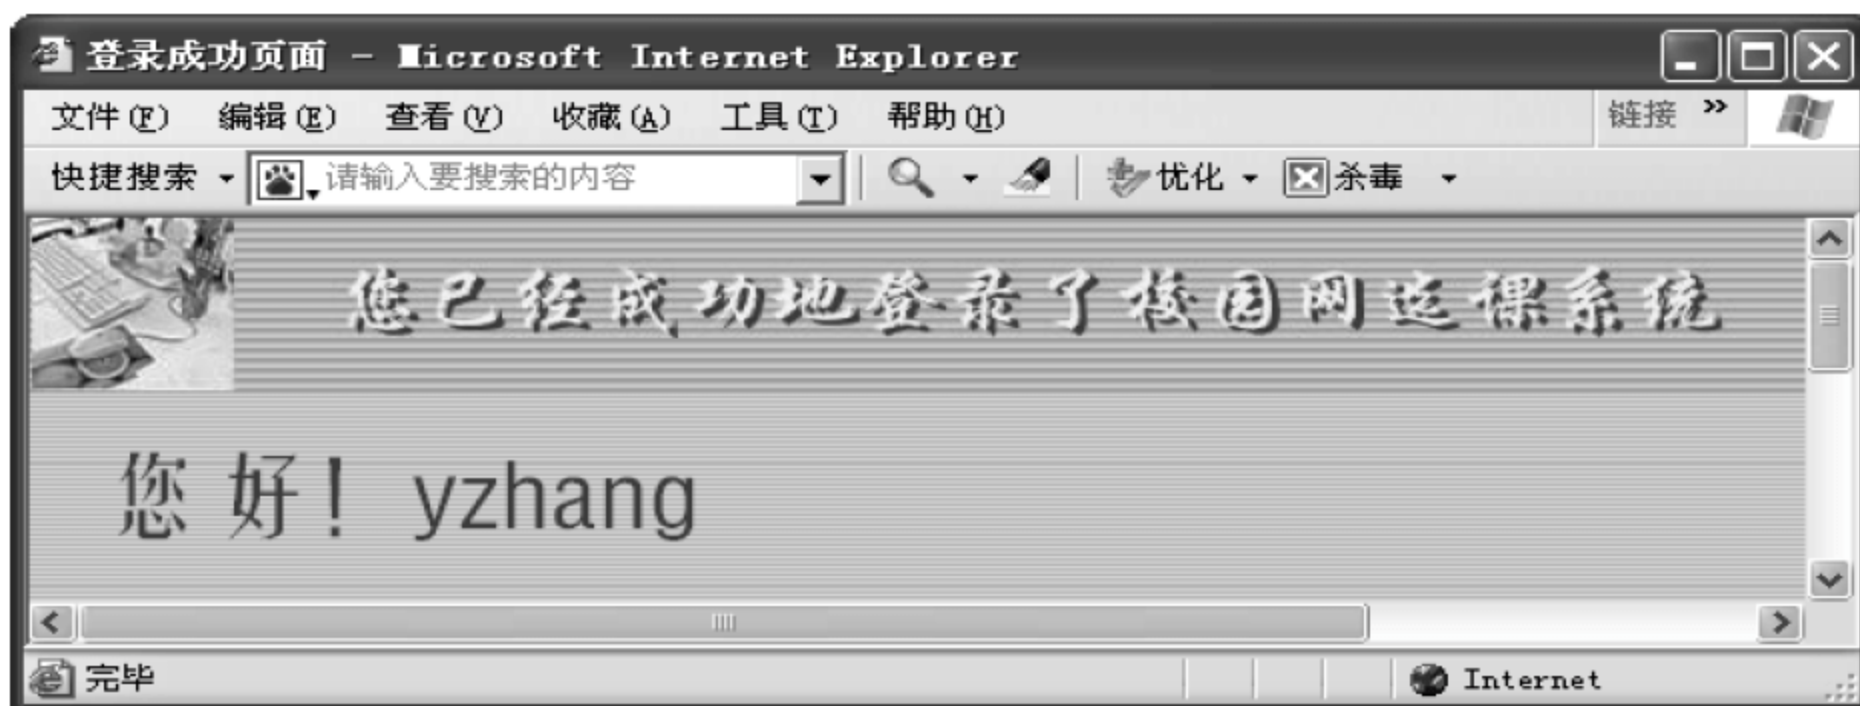 登录成功页面 - Microsoft Internet Explorer
文件(F) 编辑(E) 查看(V) 收藏(A) 工具(T) 帮助(H) 链接 »
快捷搜索 请输入要搜索的内容 优化 杀毒
您已经成功地登录了校园网选课系统
您 好! yzhang
完毕 Internet